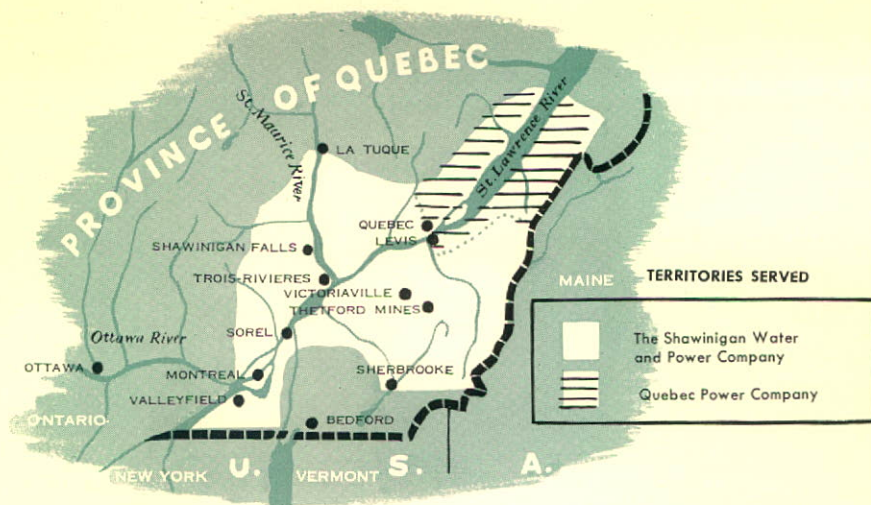 PROVINCE OF QUEBEC
St. Maurice River
St. Lawrence River
LA TUQUE
QUEBEC
LEVIS
SHAWINIGAN FALLS
TROIS-RIVIERES
VICTORIAVILLE
THETFORD MINES
SOREL
Ottawa River
OTTAWA
MONTREAL
SHERBROOKE
VALLEYFIELD
BEDFORD
ONTARIO
NEW YORK
VERMONT
U. S. A.
MAINE
TERRITORIES SERVED
The Shawinigan Water
and Power Company
Quebec Power Company